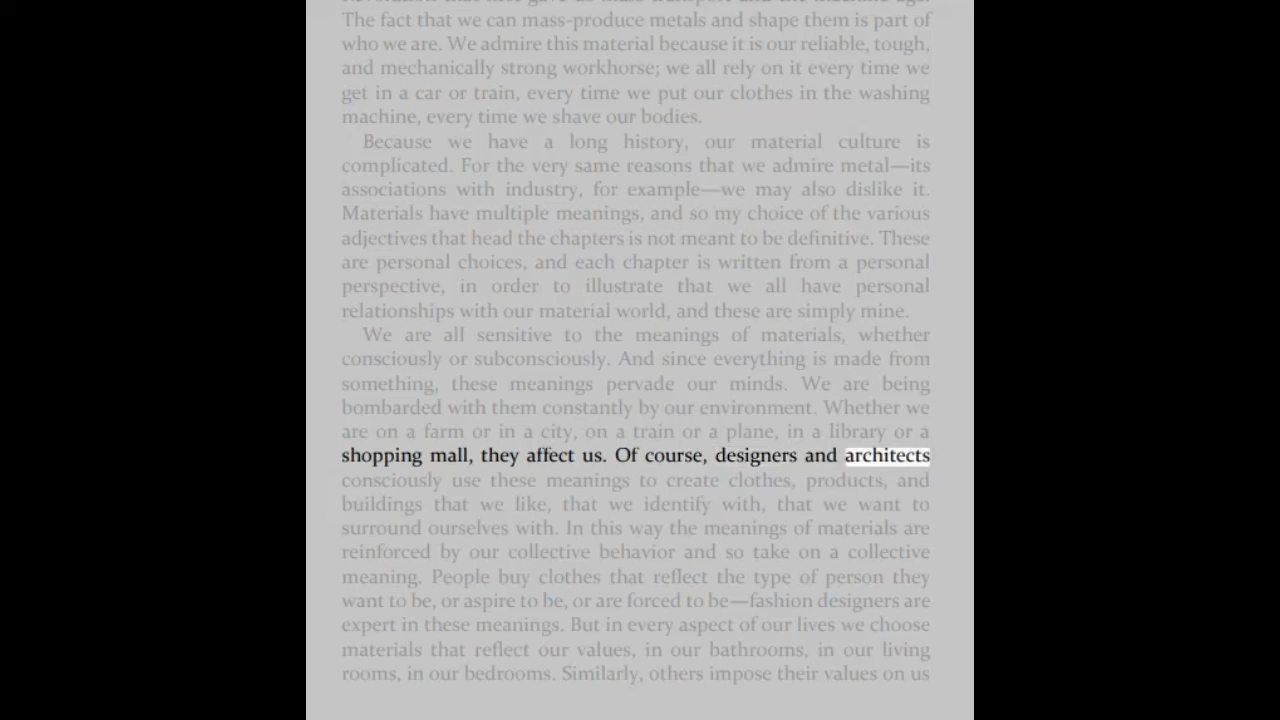 The fact that we can mass-produce metals and shape them is part of
who we are. We admire this material because it is our reliable, tough,
and mechanically strong workhorse; we all rely on it every time we
get in a car or train, every time we put our clothes in the washing
machine, every time we shave our bodies.
Because we have a long history, our material culture is
complicated. For the very same reasons that we admire metal—its
associations with industry, for example—we may also dislike it.
Materials have multiple meanings, and so my choice of the various
adjectives that head the chapters is not meant to be definitive. These
are personal choices, and each chapter is written from a personal
perspective, in order to illustrate that we all have personal
relationships with our material world, and these are simply mine.
We are all sensitive to the meanings of materials, whether
consciously or subconsciously. And since everything is made from
something, these meanings pervade our minds. We are being
bombarded with them constantly by our environment. Whether we
are on a farm or in a city, on a train or a plane, in a library or a
shopping mall, they affect us. Of course, designers and architects
consciously use these meanings to create clothes, products, and
buildings that we like, that we identify with, that we want to
surround ourselves with. In this way the meanings of materials are
reinforced by our collective behavior and so take on a collective
meaning. People buy clothes that reflect the type of person they
want to be, or aspire to be, or are forced to be—fashion designers are
expert in these meanings. But in every aspect of our lives we choose
materials that reflect our values, in our bathrooms, in our living
rooms, in our bedrooms. Similarly, others impose their values on us